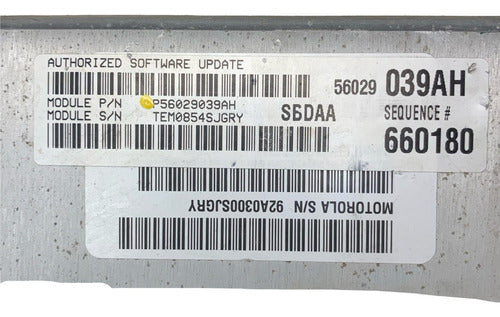 AUTHORIZED SOFTWARE UPDATE
56029 039AH
MODULE P/N P56029039AH
MODULE S/N TEM0854SJGRY
SBDAA
SEQUENCE #
660180
MOTOROLA S/N 92A0300SJGRY